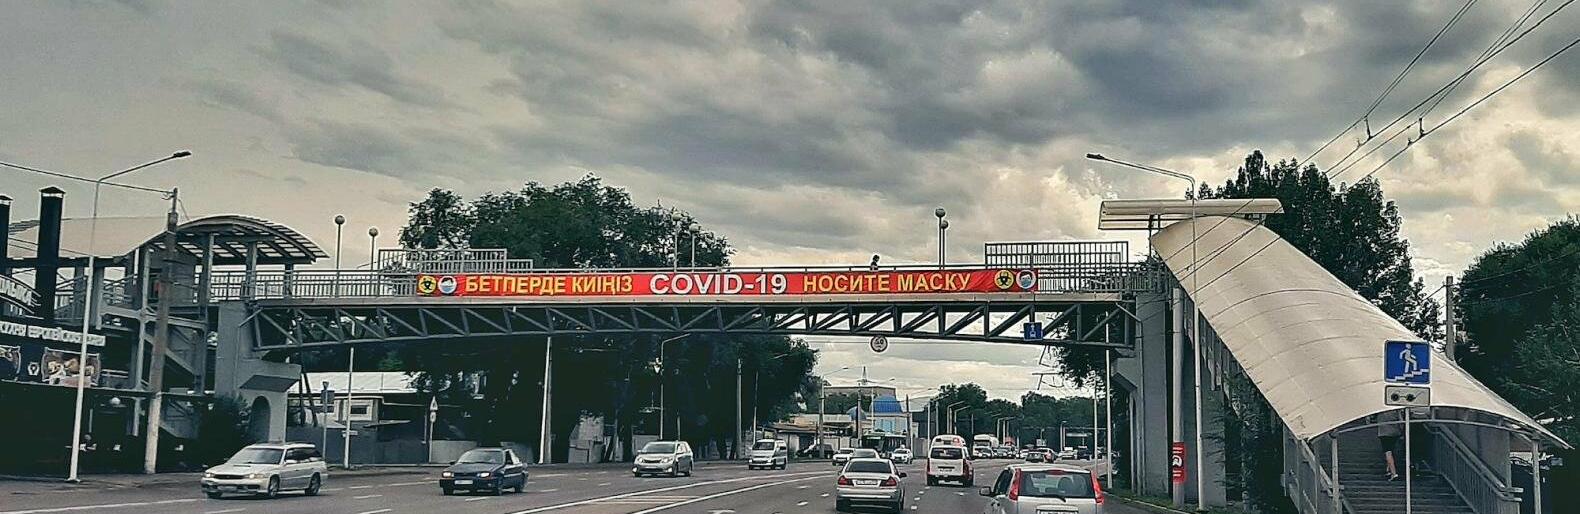 БЕТПЕРДЕ КИІҢІЗ COVID-19 НОСИТЕ МАСКУ